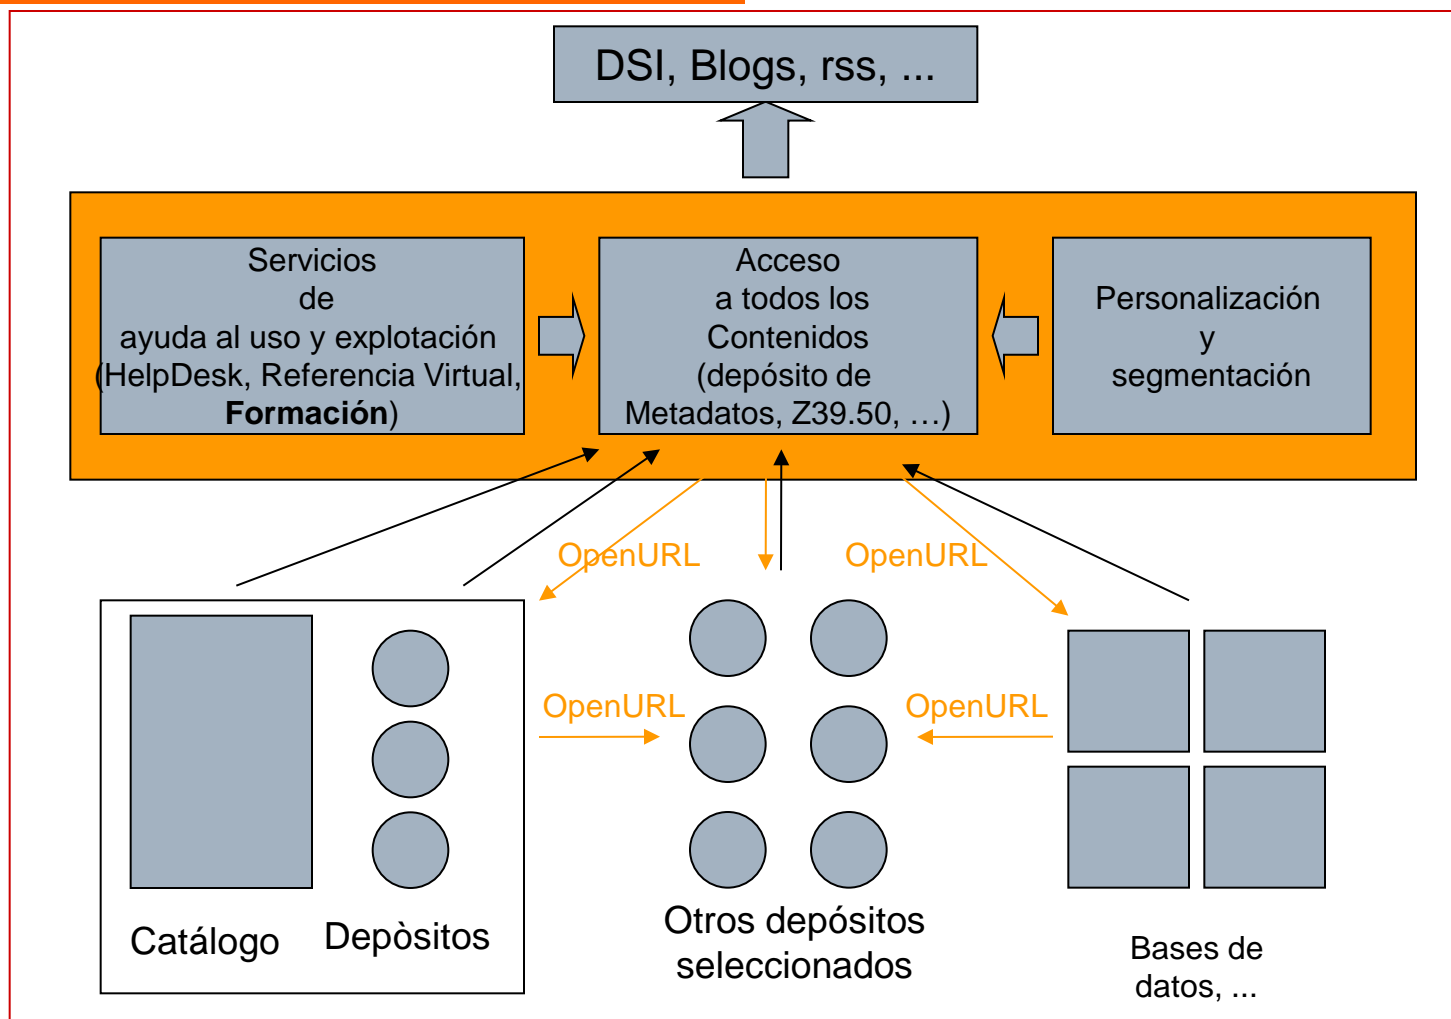 DSI, Blogs, rss, ...
Servicios
de
ayuda al uso y explotación
(HelpDesk, Referencia Virtual,
Formación)
Acceso
a todos los
Contenidos
(depósito de
Metadatos, Z39.50, …)
Personalización
y
segmentación
OpenURL
OpenURL
OpenURL
OpenURL
Catálogo
Depòsitos
Otros depósitos
seleccionados
Bases de
datos, ...